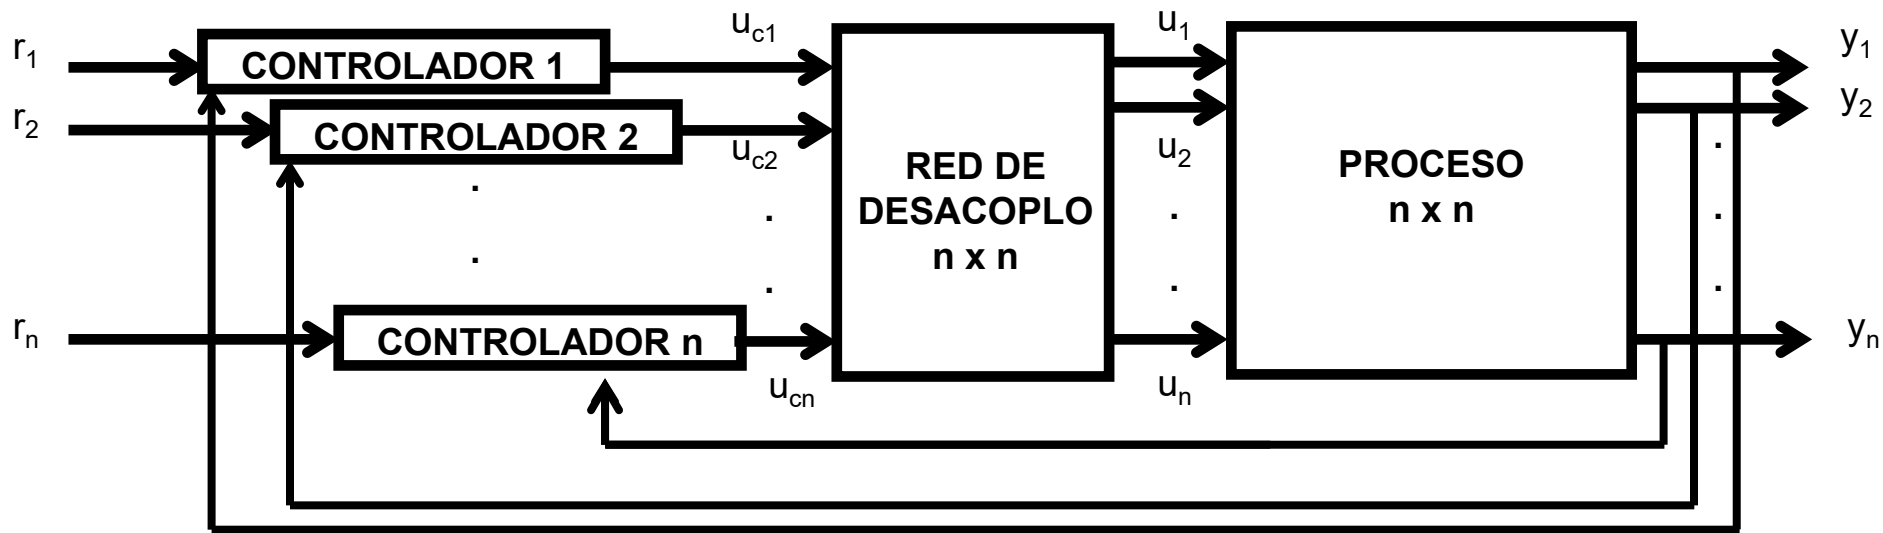 r1
CONTROLADOR 1
uc1
u1
y1
r2
CONTROLADOR 2
uc2
u2
y2
RED DE
DESACOPLO
n x n
PROCESO
n x n
rn
CONTROLADOR n
ucn
un
yn